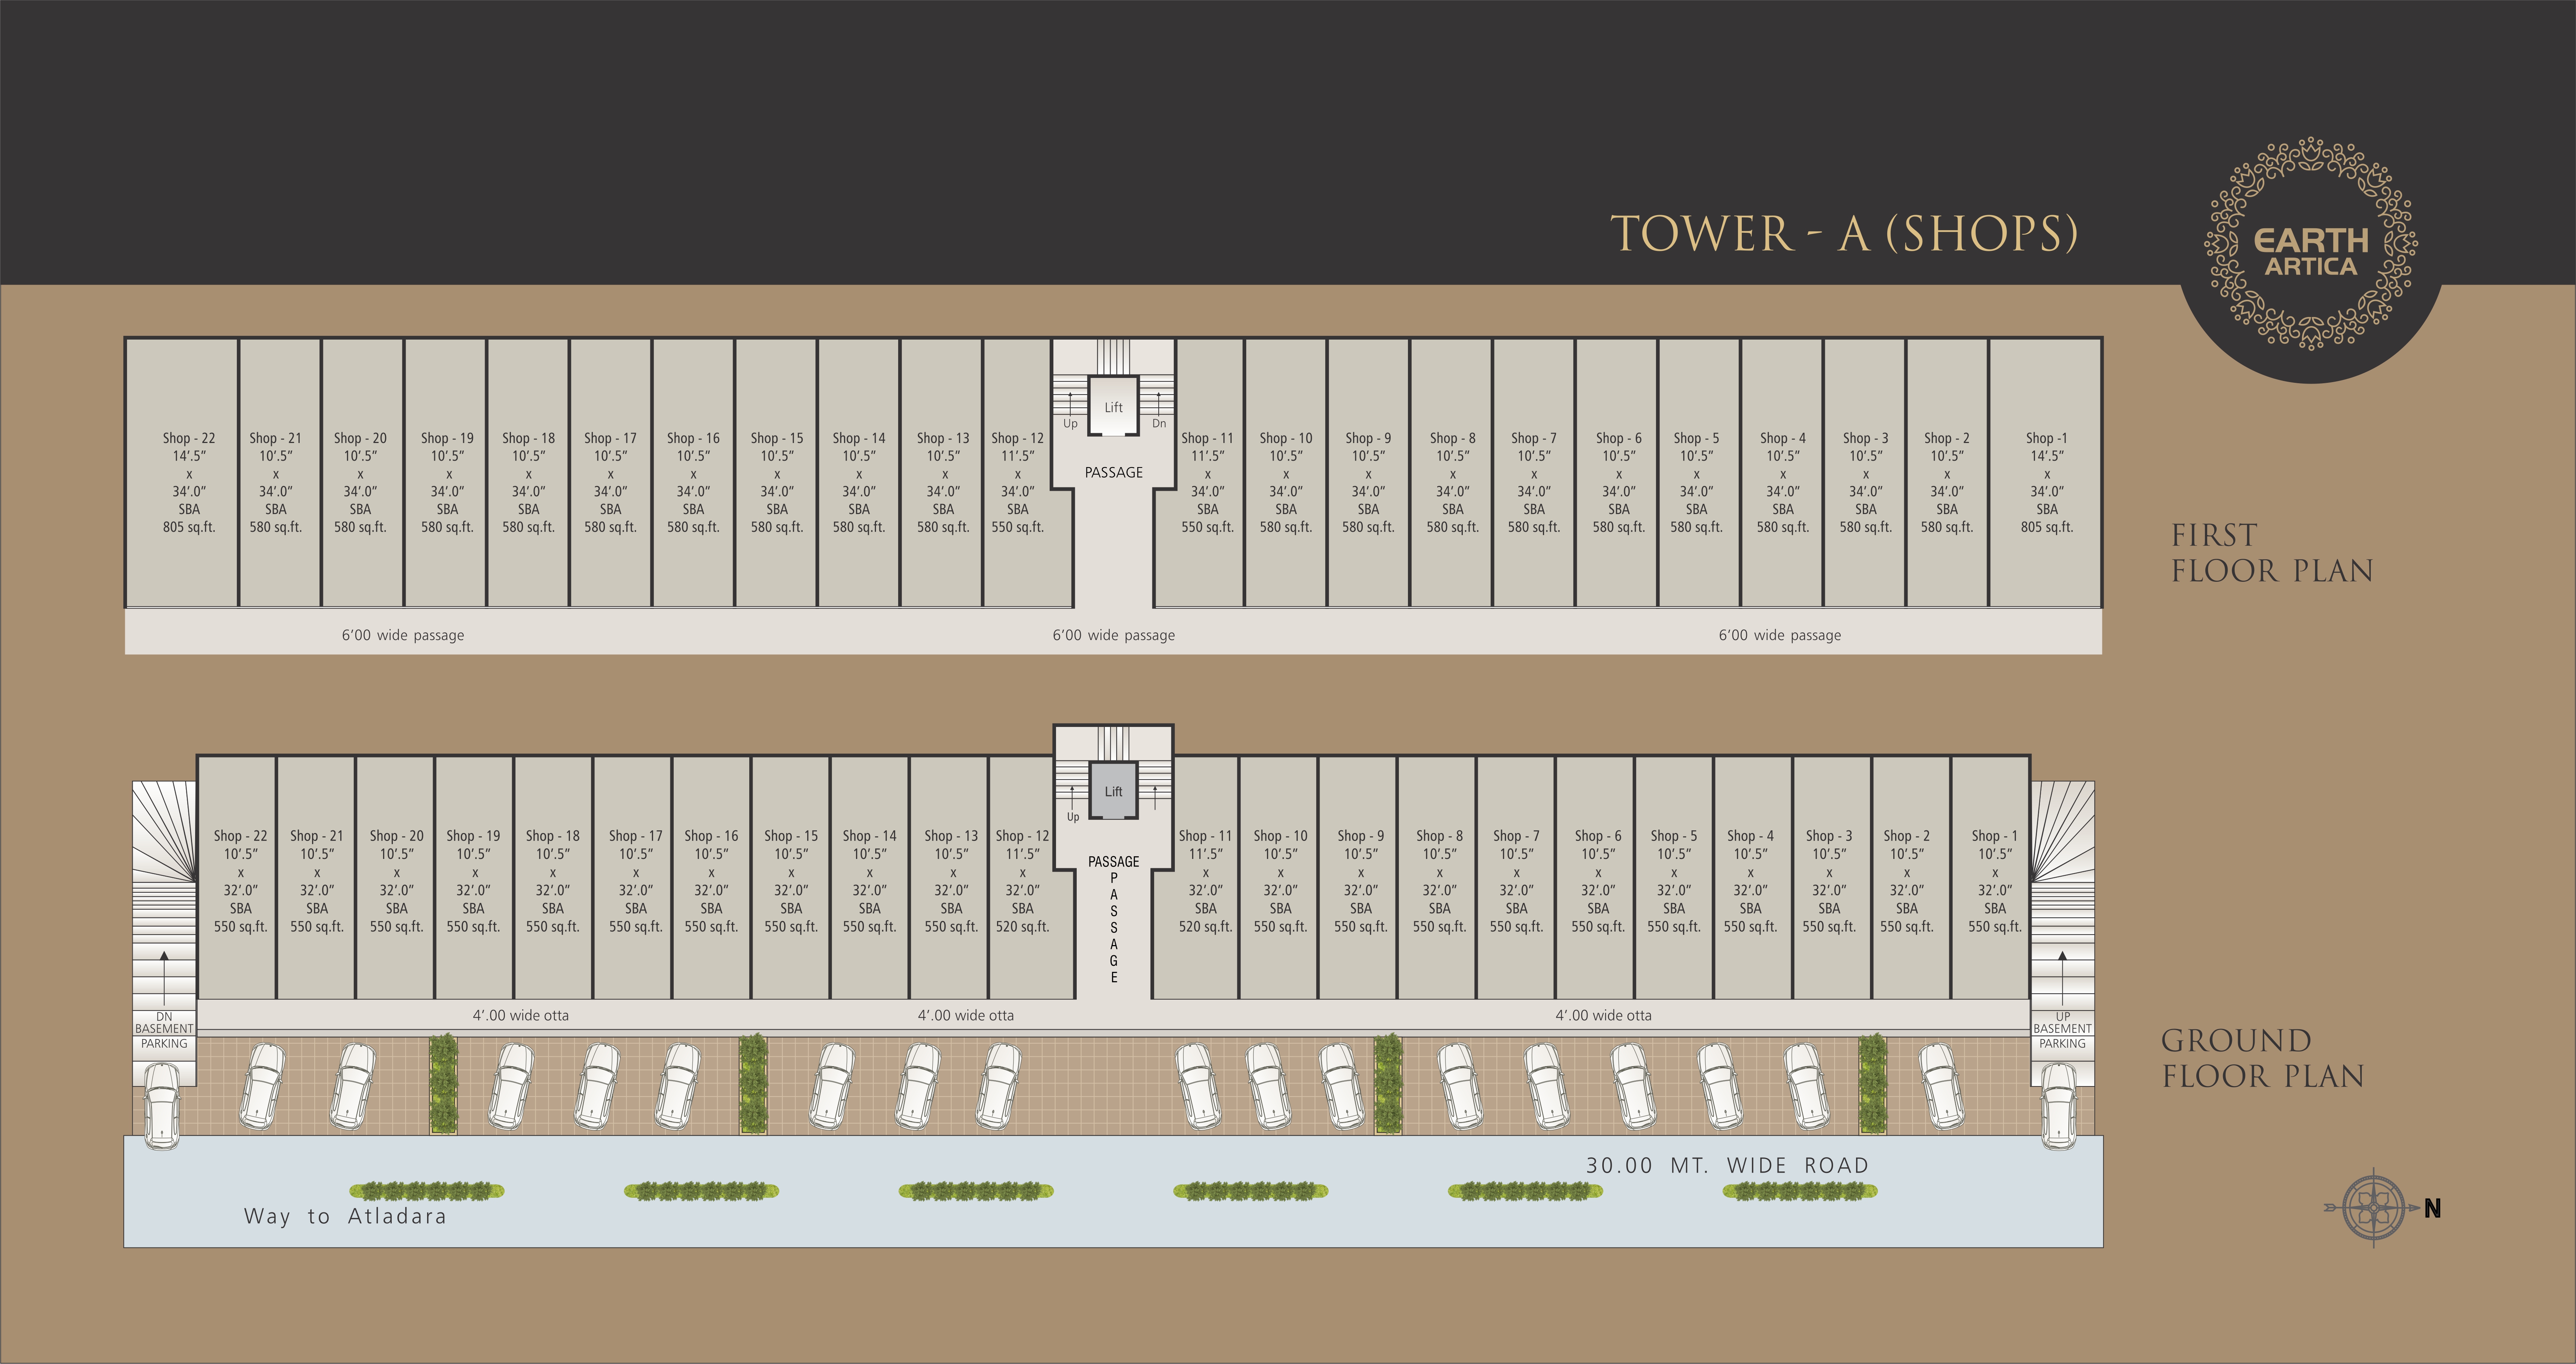 TOWER - A (SHOPS)
EARTH
ARTICA
Shop - 22
14'.5"
x
34'.0"
SBA
805 sq.ft.
Shop - 21
10'.5"
x
34'.0"
SBA
580 sq.ft.
Shop - 20
10'.5"
x
34'.0"
SBA
580 sq.ft.
Shop - 19
10'.5"
x
34'.0"
SBA
580 sq.ft.
Shop - 18
10'.5"
x
34'.0"
SBA
580 sq.ft.
Shop - 17
10'.5"
x
34'.0"
SBA
580 sq.ft.
Shop - 16
10'.5"
x
34'.0"
SBA
580 sq.ft.
Shop - 15
10'.5"
x
34'.0"
SBA
580 sq.ft.
Shop - 14
10'.5"
x
34'.0"
SBA
580 sq.ft.
Shop - 13
10'.5"
x
34'.0"
SBA
580 sq.ft.
Shop - 12
11'.5"
x
34'.0"
SBA
550 sq.ft.
Lift
Up
Dn
PASSAGE
Shop - 11
11'.5"
x
34'.0"
SBA
550 sq.ft.
Shop - 10
10'.5"
x
34'.0"
SBA
580 sq.ft.
Shop - 9
10'.5"
x
34'.0"
SBA
580 sq.ft.
Shop - 8
10'.5"
x
34'.0"
SBA
580 sq.ft.
Shop - 7
10'.5"
x
34'.0"
SBA
580 sq.ft.
Shop - 6
10'.5"
x
34'.0"
SBA
580 sq.ft.
Shop - 5
10'.5"
x
34'.0"
SBA
580 sq.ft.
Shop - 4
10'.5"
x
34'.0"
SBA
580 sq.ft.
Shop - 3
10'.5"
x
34'.0"
SBA
580 sq.ft.
Shop - 2
10'.5"
x
34'.0"
SBA
580 sq.ft.
Shop -1
14'.5"
x
34'.0"
SBA
805 sq.ft.
6'00 wide passage
6'00 wide passage
6'00 wide passage
FIRST
FLOOR PLAN
Shop - 22
10'.5"
x
32'.0"
SBA
550 sq.ft.
Shop - 21
10'.5"
x
32'.0"
SBA
550 sq.ft.
Shop - 20
10'.5"
x
32'.0"
SBA
550 sq.ft.
Shop - 19
10'.5"
x
32'.0"
SBA
550 sq.ft.
Shop - 18
10'.5"
x
32'.0"
SBA
550 sq.ft.
Shop - 17
10'.5"
x
32'.0"
SBA
550 sq.ft.
Shop - 16
10'.5"
x
32'.0"
SBA
550 sq.ft.
Shop - 15
10'.5"
x
32'.0"
SBA
550 sq.ft.
Shop - 14
10'.5"
x
32'.0"
SBA
550 sq.ft.
Shop - 13
10'.5"
x
32'.0"
SBA
550 sq.ft.
Shop - 12
11'.5"
x
32'.0"
SBA
520 sq.ft.
Lift
Up
PASSAGE
PASSAGE
Shop - 11
11'.5"
x
32'.0"
SBA
520 sq.ft.
Shop - 10
10'.5"
x
32'.0"
SBA
550 sq.ft.
Shop - 9
10'.5"
x
32'.0"
SBA
550 sq.ft.
Shop - 8
10'.5"
x
32'.0"
SBA
550 sq.ft.
Shop - 7
10'.5"
x
32'.0"
SBA
550 sq.ft.
Shop - 6
10'.5"
x
32'.0"
SBA
550 sq.ft.
Shop - 5
10'.5"
x
32'.0"
SBA
550 sq.ft.
Shop - 4
10'.5"
x
32'.0"
SBA
550 sq.ft.
Shop - 3
10'.5"
x
32'.0"
SBA
550 sq.ft.
Shop - 2
10'.5"
x
32'.0"
SBA
550 sq.ft.
Shop - 1
10'.5"
x
32'.0"
SBA
550 sq.ft.
DN
BASEMENT
PARKING
4'.00 wide otta
4'.00 wide otta
4'.00 wide otta
UP
BASEMENT
PARKING
GROUND
FLOOR PLAN
30.00 MT. WIDE ROAD
Way to Atladara
N